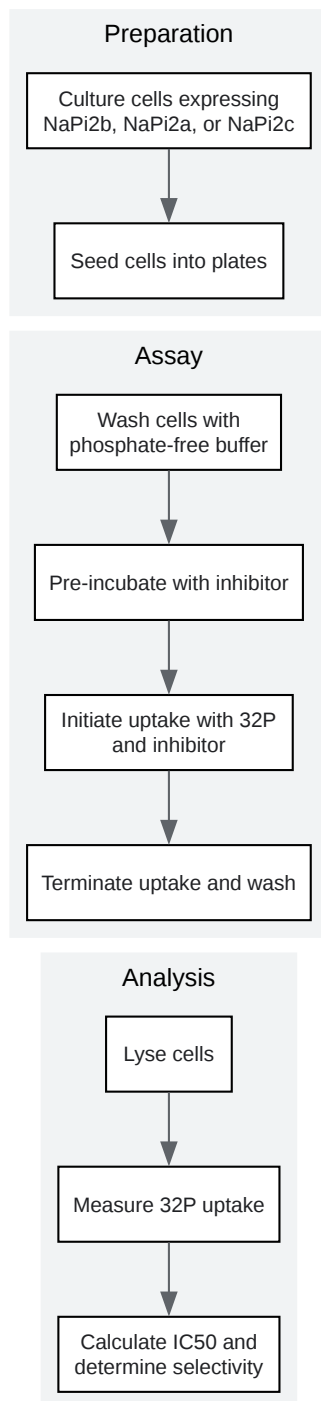 Preparation
Culture cells expressing
NaPi2b, NaPi2a, or NaPi2c
Seed cells into plates
Assay
Wash cells with
phosphate-free buffer
Pre-incubate with inhibitor
Initiate uptake with 32P
and inhibitor
Terminate uptake and wash
Analysis
Lyse cells
Measure 32P uptake
Calculate IC50 and
determine selectivity